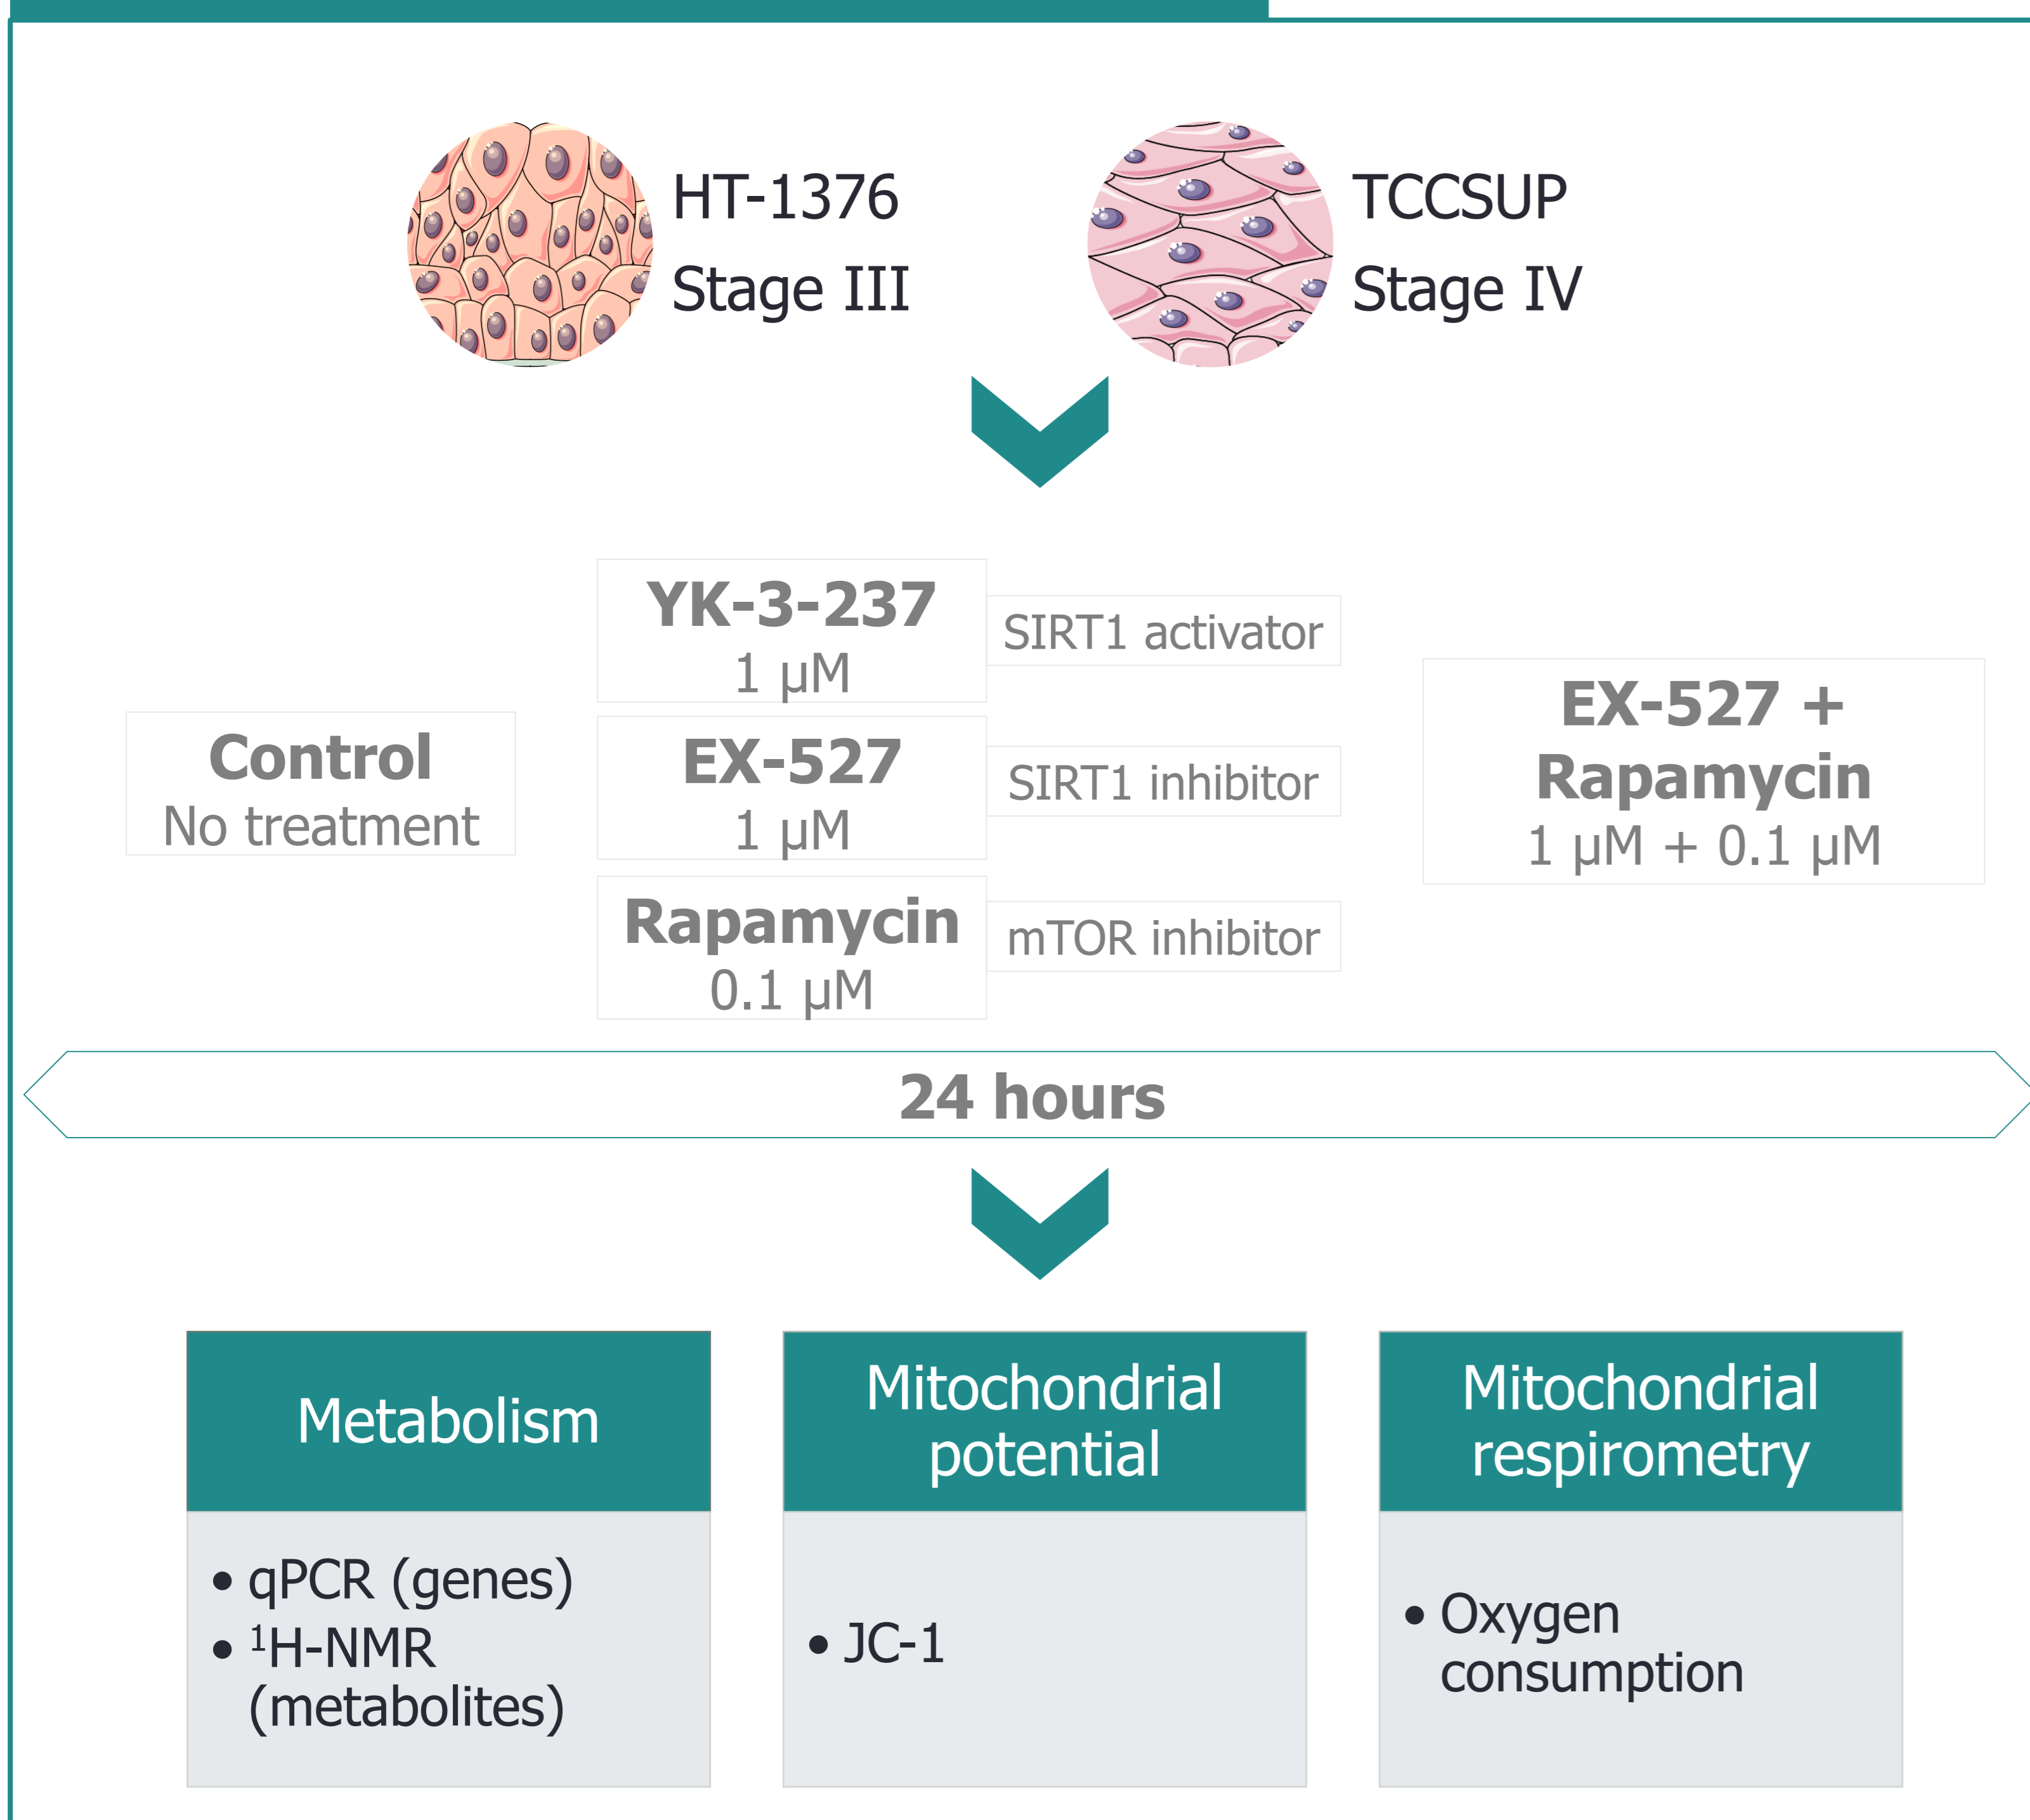 HT-1376
Stage III
TCCSUP
Stage IV
Control
No treatment
YK-3-237
1 μM
SIRT1 activator
EX-527
1 μM
SIRT1 inhibitor
Rapamycin
0.1 μM
mTOR inhibitor
EX-527 +
Rapamycin
1 μM + 0.1 μM
24 hours
Metabolism
• qPCR (genes)
• ¹H-NMR
(metabolites)
Mitochondrial
potential
• JC-1
Mitochondrial
respirometry
• Oxygen
consumption